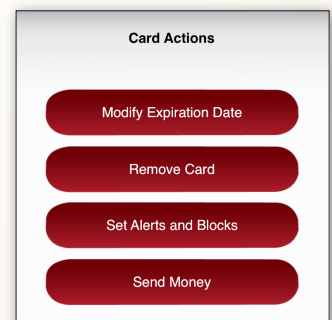 Card Actions
Modify Expiration Date
Remove Card
Set Alerts and Blocks
Send Money